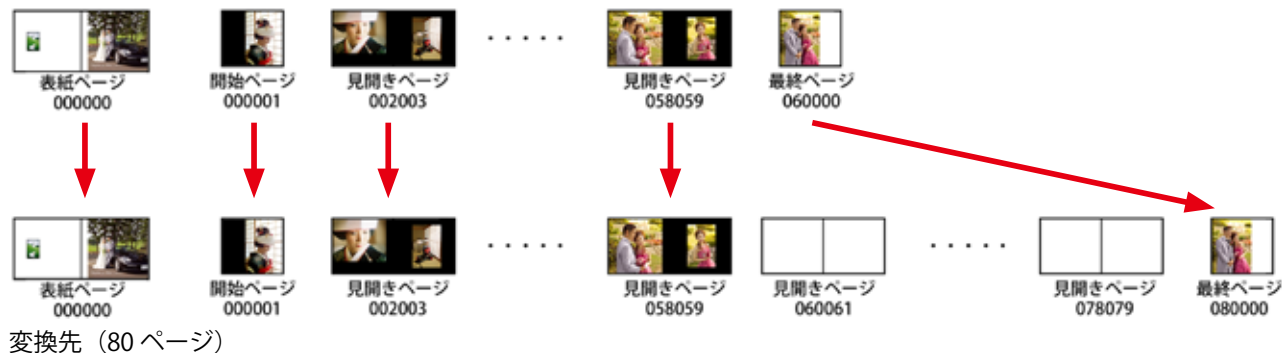 表紙ページ
000000
開始ページ
000001
見開きページ
002003
・・・・・
見開きページ
058059
最終ページ
060000
表紙ページ
000000
開始ページ
000001
見開きページ
002003
・・・・・
見開きページ
058059
見開きページ
060061
・・・・・
見開きページ
078079
最終ページ
080000
変換先（80 ページ）